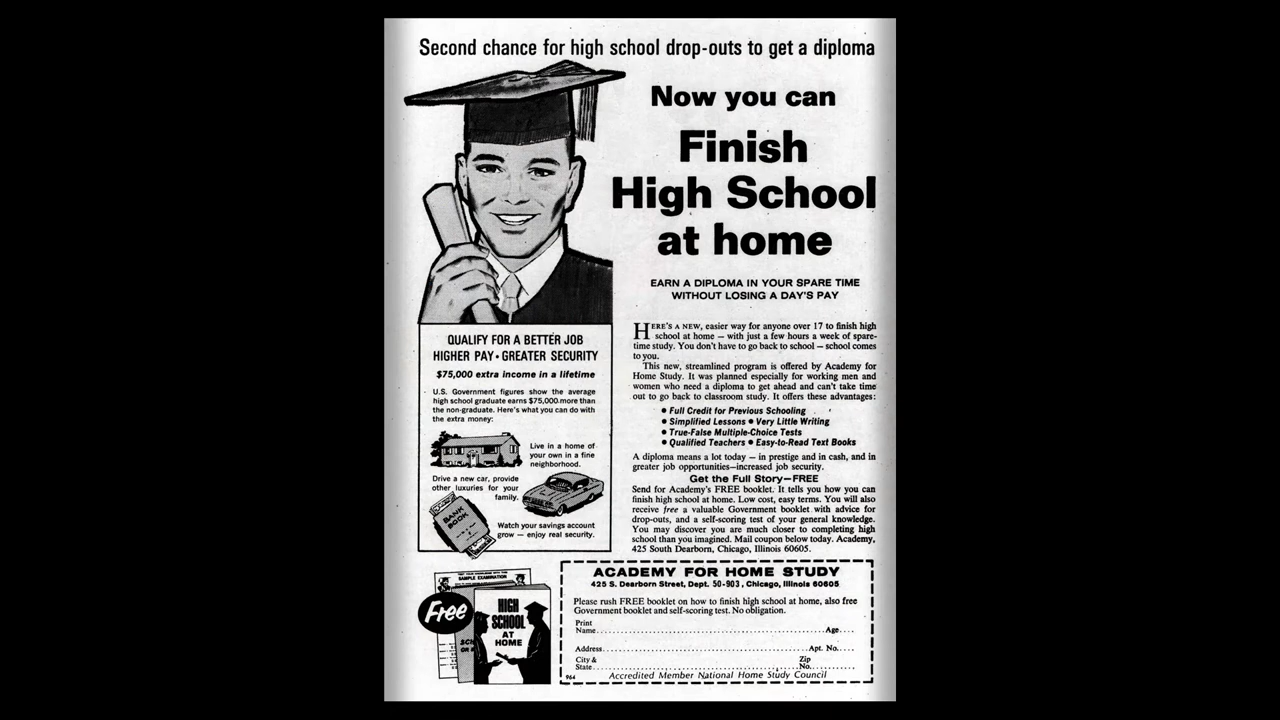 Second chance for high school drop-outs to get a diploma
Now you can
Finish
High School
at home
EARN A DIPLOMA IN YOUR SPARE TIME
WITHOUT LOSING A DAY'S PAY
QUALIFY FOR A BETTER JOB
HIGHER PAY • GREATER SECURITY
$75,000 extra income in a lifetime
U.S. Government figures show the average
high school graduate earns $75,000 more than
the non-graduate. Here's what you can do with
the extra money:
Live in a home of
your own in a fine
neighborhood.
Drive a new car, provide
other luxuries for your
family.
BANK
BOOK
Watch your savings account
grow — enjoy real security.
HERE'S A NEW, easier way for anyone over 17 to finish high
school at home — with just a few hours a week of spare-
time study. You don't have to go back to school — school comes
to you.
This new, streamlined program is offered by Academy for
Home Study. It was planned especially for working men and
women who need a diploma to get ahead and can't take time
out to go back to classroom study. It offers these advantages:
• Full Credit for Previous Schooling
• Simplified Lessons • Very Little Writing
• True-False Multiple-Choice Tests
• Qualified Teachers • Easy-to-Read Text Books
A diploma means a lot today — in prestige and in cash, and in
greater job opportunities—increased job security.
Get the Full Story—FREE
Send for Academy's FREE booklet. It tells you how you can
finish high school at home. Low cost, easy terms. You will also
receive free a valuable Government booklet with advice for
drop-outs, and a self-scoring test of your general knowledge.
You may discover you are much closer to completing high
school than you imagined. Mail coupon below today. Academy,
425 South Dearborn, Chicago, Illinois 60605.
SAMPLE EXAMINATION
Free
HIGH
SCHOOL
AT
HOME
ACADEMY FOR HOME STUDY
425 S. Dearborn Street, Dept. 50-903, Chicago, Illinois 60605
Please rush FREE booklet on how to finish high school at home, also free
Government booklet and self-scoring test. No obligation.
Print
Name Age
Address Apt. No.
City & Zip
State No.
964 Accredited Member National Home Study Council